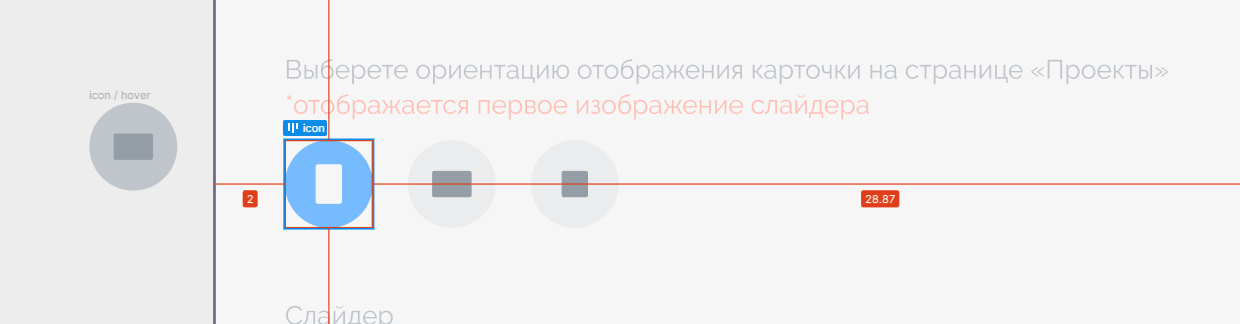 Выберете ориентацию отображения карточки на странице «Проекты»
icon / hover
*отображается первое изображение слайдера
icon
2
28.87
Слайдер